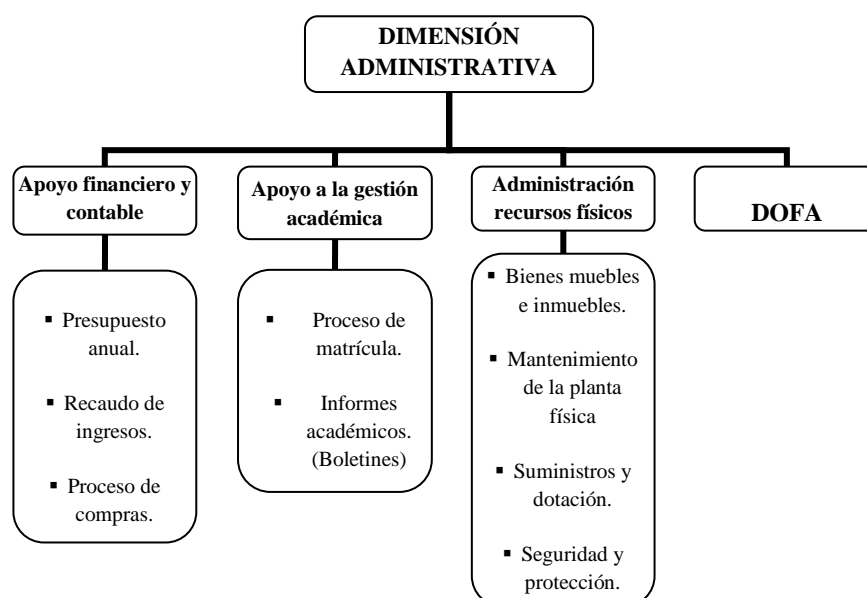 DIMENSIÓN
ADMINISTRATIVA
Apoyo financiero y
contable
Apoyo a la gestión
académica
Administración
recursos físicos
DOFA
▪ Presupuesto
anual.
▪ Recaudo de
ingresos.
▪ Proceso de
compras.
▪ Proceso de
matrícula.
▪ Informes
académicos.
(Boletines)
▪ Bienes muebles
e inmuebles.
▪ Mantenimiento
de la planta
física
▪ Suministros y
dotación.
▪ Seguridad y
protección.